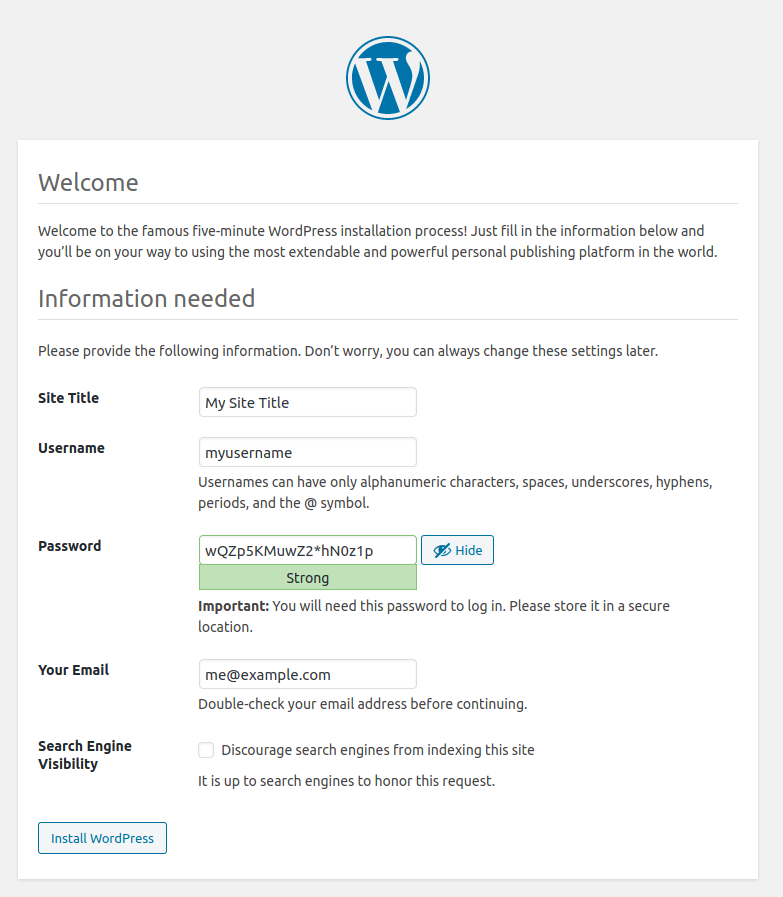 Welcome
Welcome to the famous five-minute WordPress installation process! Just fill in the information below and
you’ll be on your way to using the most extendable and powerful personal publishing platform in the world.
Information needed
Please provide the following information. Don’t worry, you can always change these settings later.
Site Title
My Site Title
Username
myusername
Usernames can have only alphanumeric characters, spaces, underscores, hyphens,
periods, and the @ symbol.
Password
wQZp5KMuwZ2*hN0z1p
Hide
Strong
Important: You will need this password to log in. Please store it in a secure
location.
Your Email
me@example.com
Double-check your email address before continuing.
Search Engine
Visibility
Discourage search engines from indexing this site
It is up to search engines to honor this request.
Install WordPress